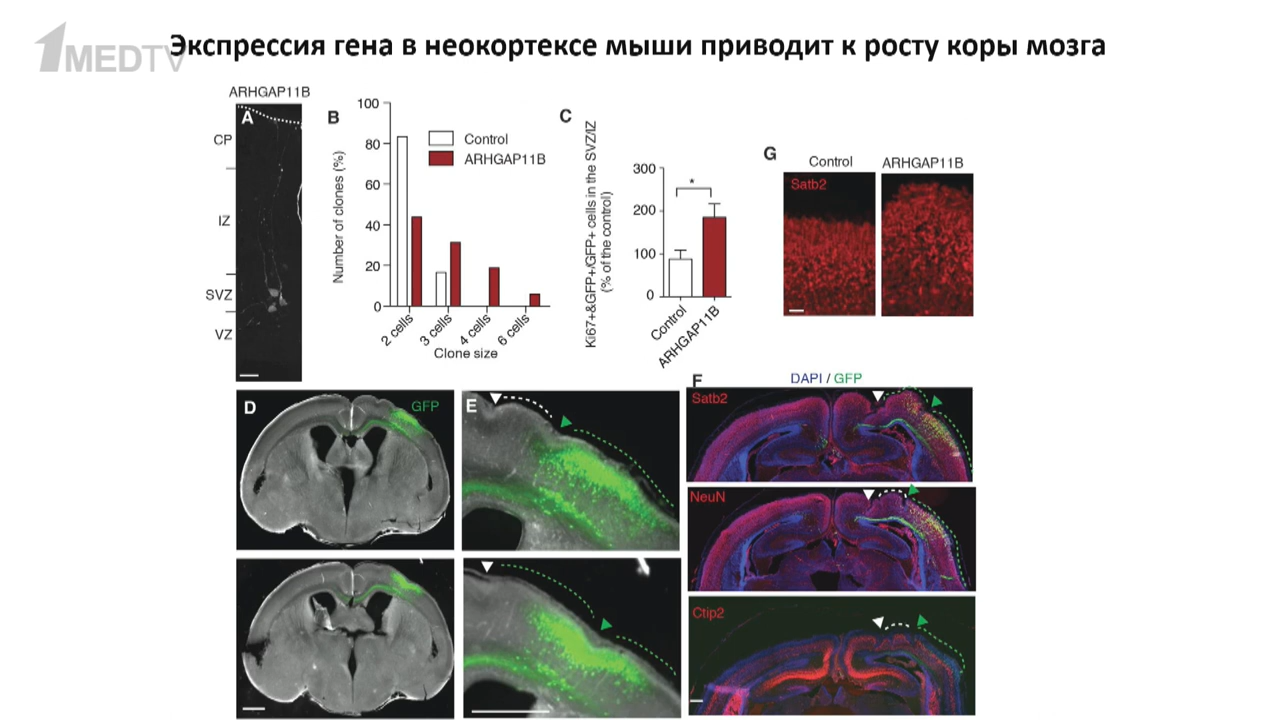 1MEDTV
Экспрессия гена в неокортексе мыши приводит к росту коры мозга
ARHGAP11B
A
CP
IZ
SVZ
VZ
B
Number of clones (%)
100
80
60
40
20
0
Control
ARHGAP11B
2 cells
3 cells
4 cells
6 cells
Clone size
C
Ki67+&GFP+/GFP+ cells in the SVZ/IZ
(% of the control)
300
200
100
0
*
Control
ARHGAP11B
G
Control
ARHGAP11B
Satb2
D
GFP
E
F
DAPI / GFP
Satb2
NeuN
Ctip2